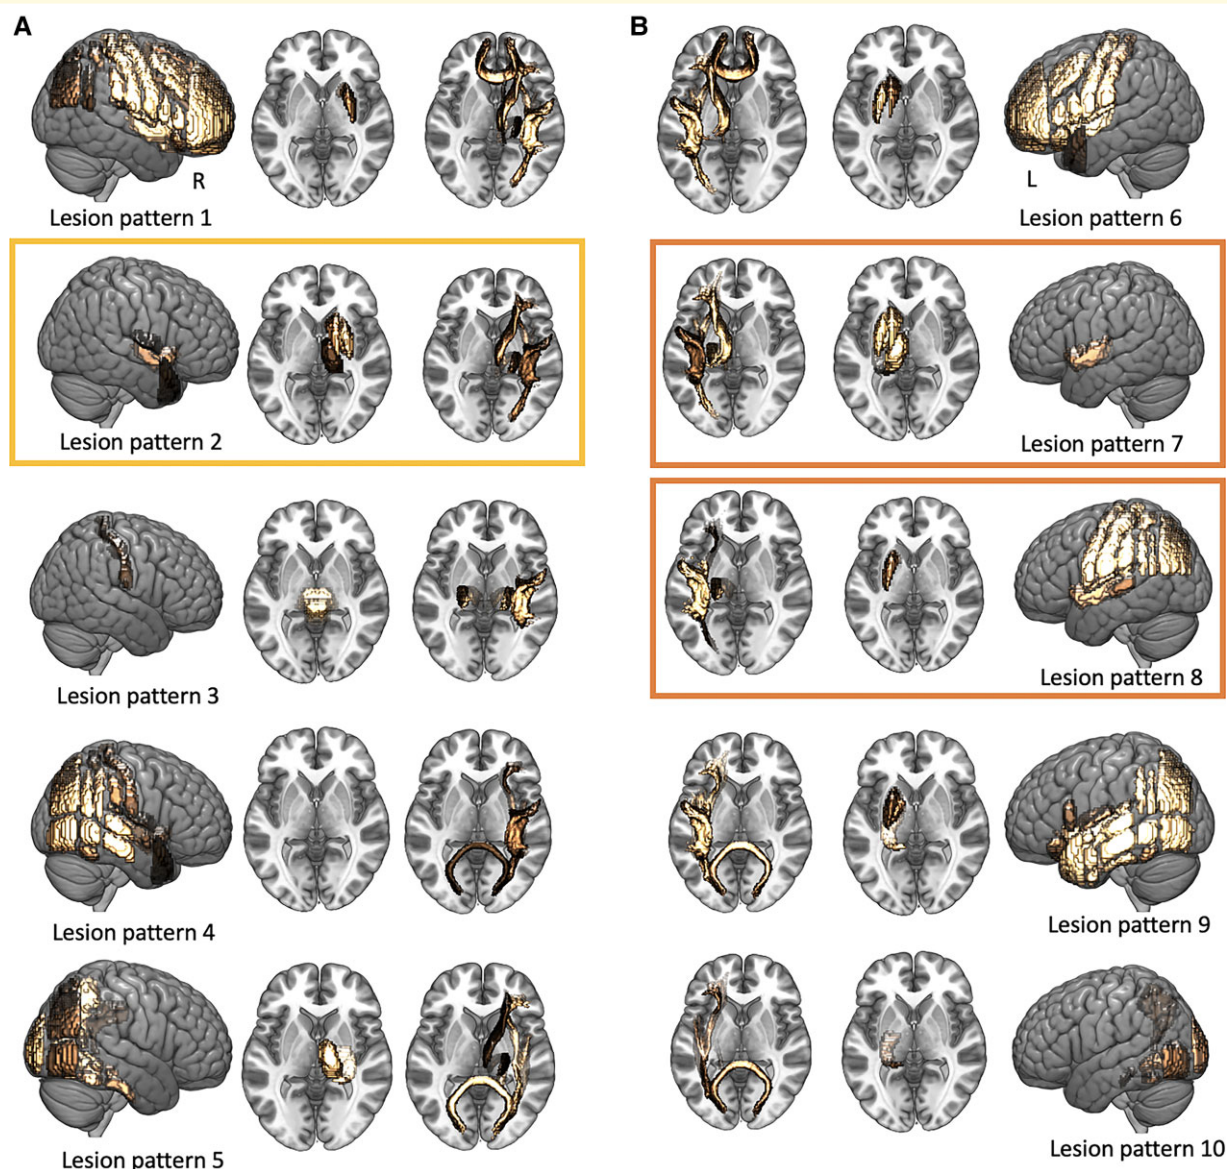 A
B
R
Lesion pattern 1
L
Lesion pattern 6
Lesion pattern 2
Lesion pattern 7
Lesion pattern 3
Lesion pattern 8
Lesion pattern 4
Lesion pattern 9
Lesion pattern 5
Lesion pattern 10